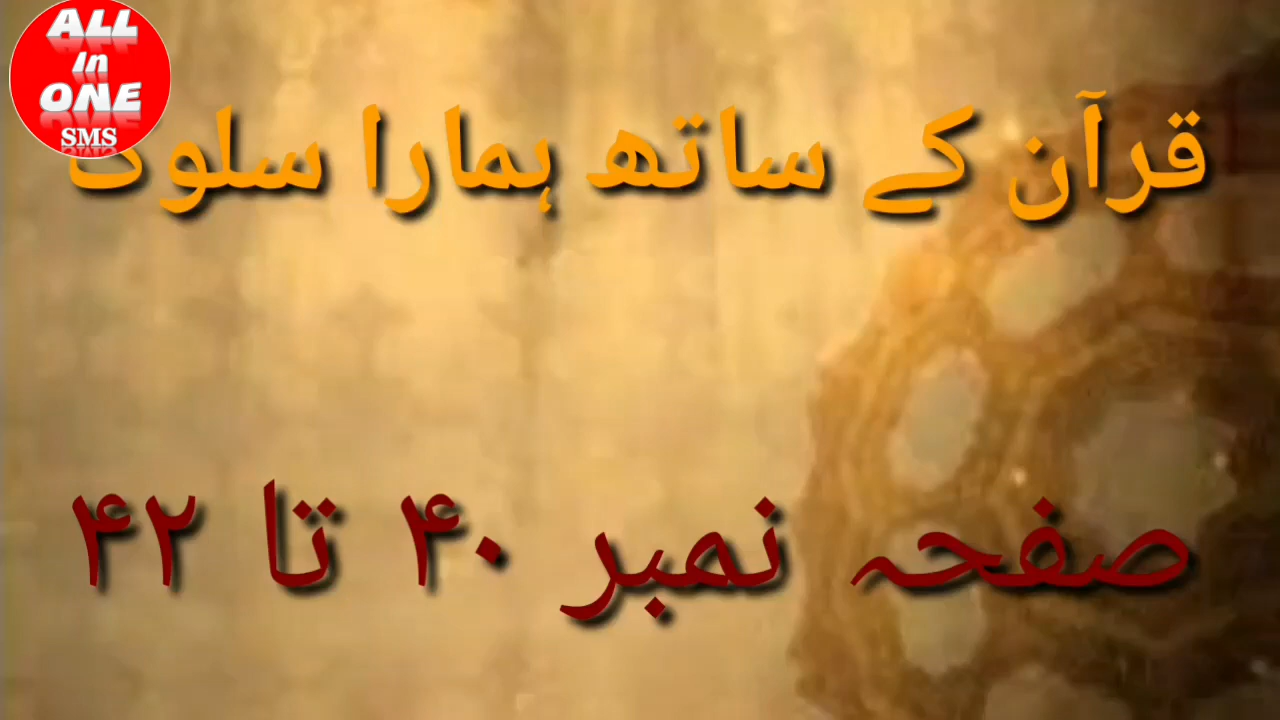 ALL
In
ONE
SMS
قرآن کے ساتھ ہمارا سلوک
صفحہ نمبر ۴۰ تا ۴۲